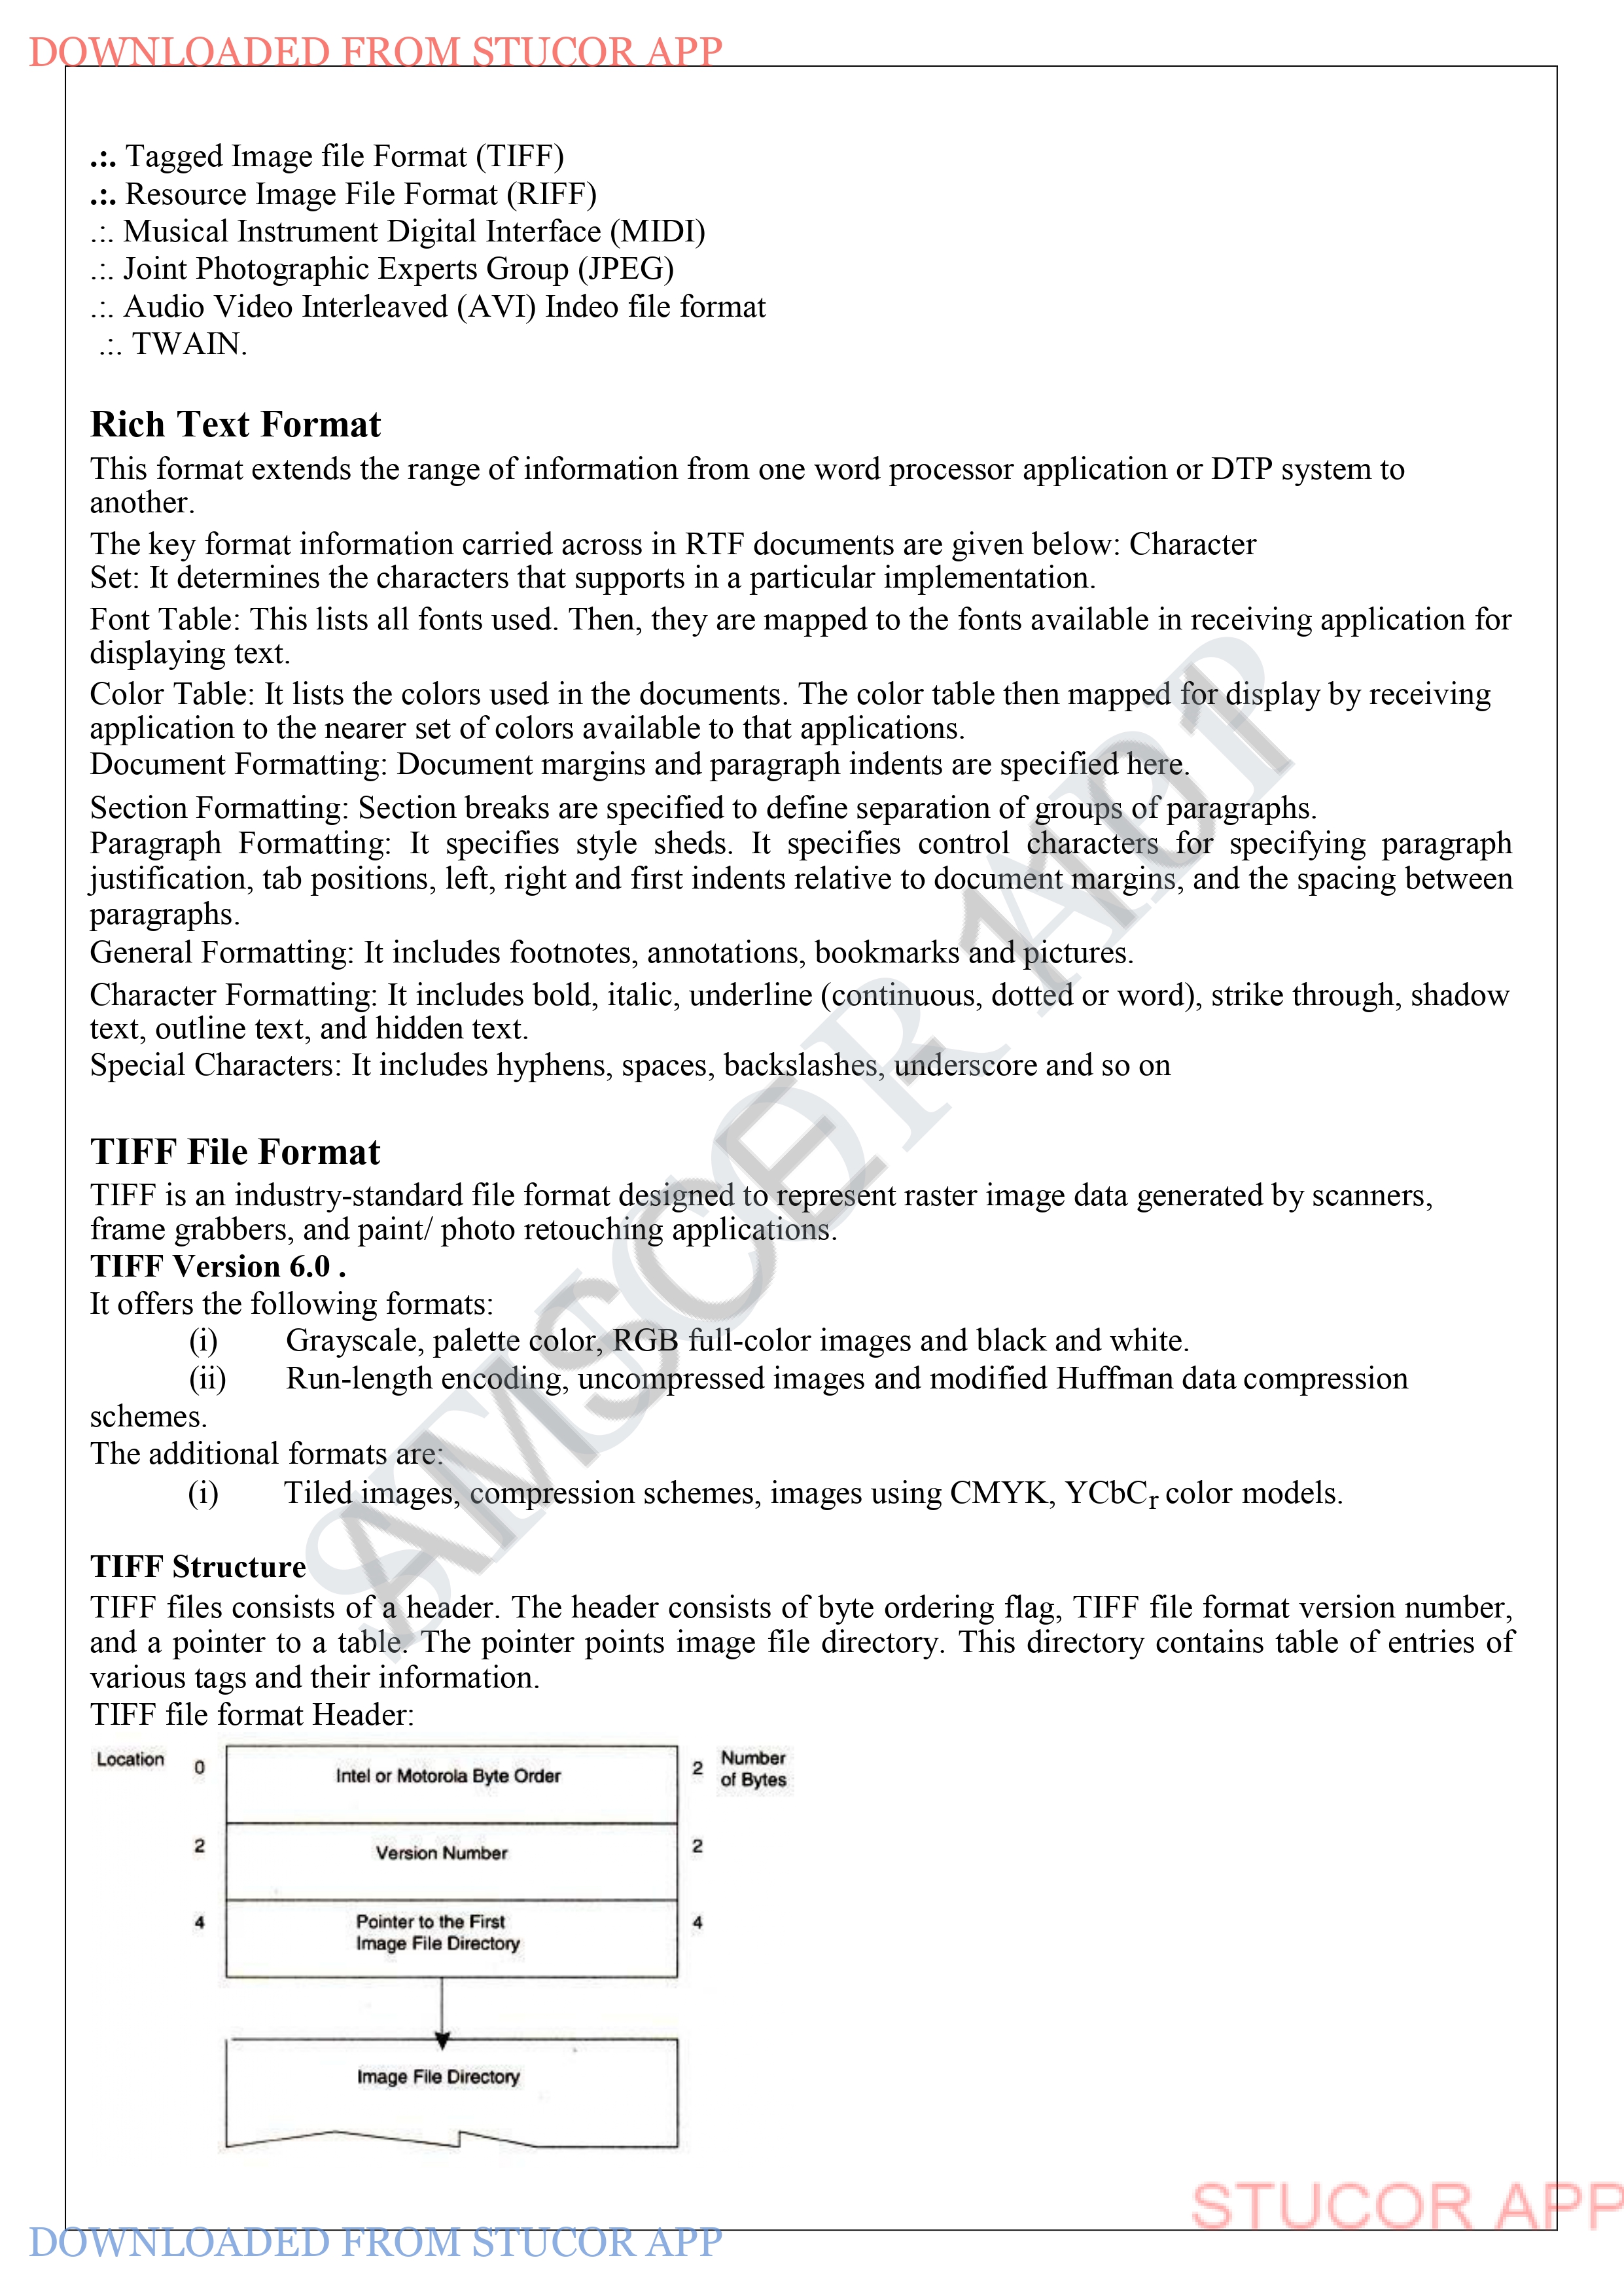 DOWNLOADED FROM STUCOR APP
.:. Tagged Image file Format (TIFF)
.:. Resource Image File Format (RIFF)
.:. Musical Instrument Digital Interface (MIDI)
.:. Joint Photographic Experts Group (JPEG)
.:. Audio Video Interleaved (AVI) Indeo file format
.:. TWAIN.
Rich Text Format
This format extends the range of information from one word processor application or DTP system to
another.
The key format information carried across in RTF documents are given below: Character
Set: It determines the characters that supports in a particular implementation.
Font Table: This lists all fonts used. Then, they are mapped to the fonts available in receiving application for
displaying text.
Color Table: It lists the colors used in the documents. The color table then mapped for display by receiving
application to the nearer set of colors available to that applications.
Document Formatting: Document margins and paragraph indents are specified here.
Section Formatting: Section breaks are specified to define separation of groups of paragraphs.
Paragraph Formatting: It specifies style sheds. It specifies control characters for specifying paragraph
justification, tab positions, left, right and first indents relative to document margins, and the spacing between
paragraphs.
General Formatting: It includes footnotes, annotations, bookmarks and pictures.
Character Formatting: It includes bold, italic, underline (continuous, dotted or word), strike through, shadow
text, outline text, and hidden text.
Special Characters: It includes hyphens, spaces, backslashes, underscore and so on
TIFF File Format
TIFF is an industry-standard file format designed to represent raster image data generated by scanners,
frame grabbers, and paint/ photo retouching applications.
TIFF Version 6.0 .
It offers the following formats:
(i) Grayscale, palette color, RGB full-color images and black and white.
(ii) Run-length encoding, uncompressed images and modified Huffman data compression
schemes.
The additional formats are:
(i) Tiled images, compression schemes, images using CMYK, YCbCr color models.
TIFF Structure
TIFF files consists of a header. The header consists of byte ordering flag, TIFF file format version number,
and a pointer to a table. The pointer points image file directory. This directory contains table of entries of
various tags and their information.
TIFF file format Header:
Location 0 Intel or Motorola Byte Order 2 Number
of Bytes
2 Version Number 2
4 Pointer to the First
Image File Directory 4
Image File Directory
STUCOR APP
AMSCE - 1101
STUCOR APP
DOWNLOADED FROM STUCOR APP